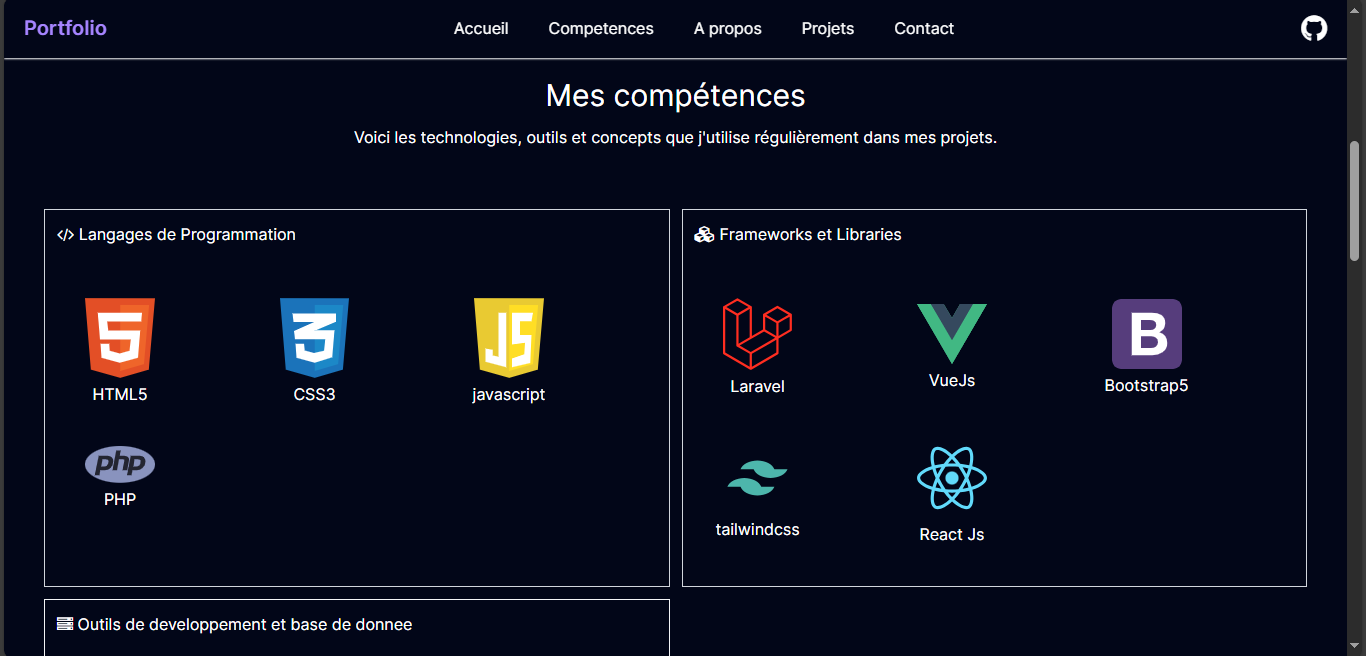 Portfolio
Accueil Competences A propos Projets Contact
Mes compétences
Voici les technologies, outils et concepts que j'utilise régulièrement dans mes projets.
</> Langages de Programmation
5
3
JS
HTML5 CSS3 javascript
php
PHP
Frameworks et Libraries
B
Laravel VueJs Bootstrap5
tailwindcss React Js
Outils de developpement et base de donnee